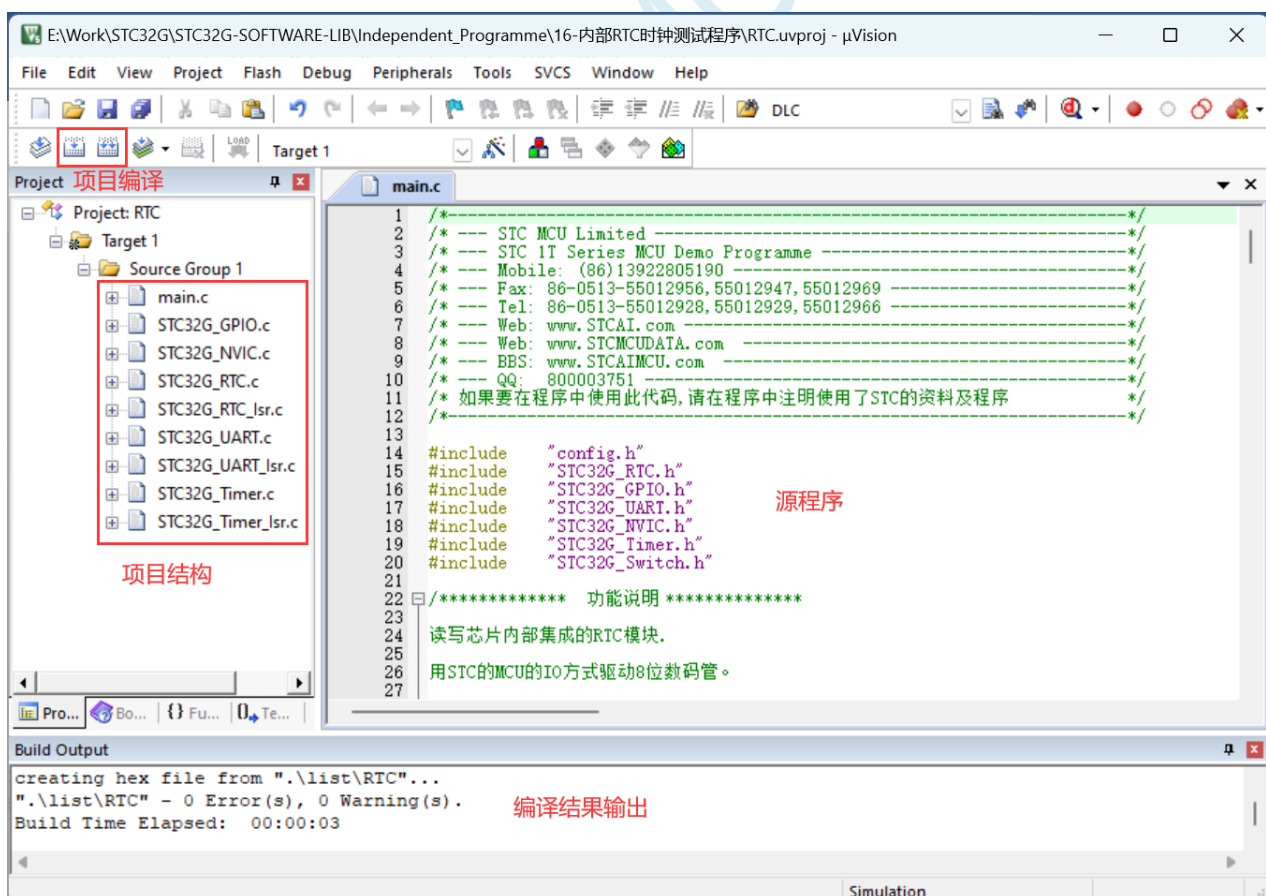 E:\Work\STC32G\STC32G-SOFTWARE-LIB\Independent_Programme\16-内部RTC时钟测试程序\RTC.uvproj - µVision
File Edit View Project Flash Debug Peripherals Tools SVCS Window Help
DLC
LOAD Target 1
Project 项目编译
main.c
Project: RTC
Target 1
Source Group 1
main.c
STC32G_GPIO.c
STC32G_NVIC.c
STC32G_RTC.c
STC32G_RTC_Isr.c
STC32G_UART.c
STC32G_UART_Isr.c
STC32G_Timer.c
STC32G_Timer_Isr.c
项目结构
1 /*---------------------------------------------------------------------*/
2 /* --- STC MCU Limited ------------------------------------------------*/
3 /* --- STC 1T Series MCU Demo Programme -------------------------------*/
4 /* --- Mobile: (86)13922805190 ----------------------------------------*/
5 /* --- Fax: 86-0513-55012956,55012947,55012969 ------------------------*/
6 /* --- Tel: 86-0513-55012928,55012929,55012966 ------------------------*/
7 /* --- Web: www.STCAI.com ---------------------------------------------*/
8 /* --- Web: www.STCMCUDATA.com ---------------------------------------*/
9 /* --- BBS: www.STCAIMCU.com -----------------------------------------*/
10 /* --- QQ: 800003751 -------------------------------------------------*/
11 /* 如果要在程序中使用此代码,请在程序中注明使用了STC的资料及程序 */
12 /*---------------------------------------------------------------------*/
13
14 #include "config.h"
15 #include "STC32G_RTC.h"
16 #include "STC32G_GPIO.h"
17 #include "STC32G_UART.h"
18 #include "STC32G_NVIC.h"
19 #include "STC32G_Timer.h"
20 #include "STC32G_Switch.h"
21
22 /************* 功能说明 **************
23
24 读写芯片内部集成的RTC模块.
25
26 用STC的MCU的IO方式驱动8位数码管。
27
源程序
Pro... Bo... {} Fu... Te...
Build Output
creating hex file from ".\list\RTC"...
".\list\RTC" - 0 Error(s), 0 Warning(s).
Build Time Elapsed: 00:00:03
编译结果输出
Simulation